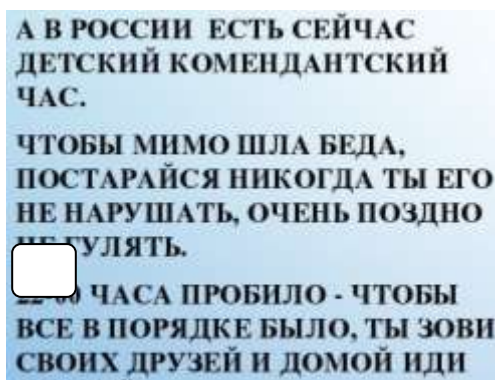 А В РОССИИ ЕСТЬ СЕЙЧАС
ДЕТСКИЙ КОМЕНДАНТСКИЙ
ЧАС.
ЧТОБЫ МИМО ШЛА БЕДА,
ПОСТАРАЙСЯ НИКОГДА ТЫ ЕГО
НЕ НАРУШАТЬ, ОЧЕНЬ ПОЗДНО
ГУЛЯТЬ.
ЧАСА ПРОБИЛО - ЧТОБЫ
ВСЕ В ПОРЯДКЕ БЫЛО, ТЫ ЗОВИ
СВОИХ ДРУЗЕЙ И ДОМОЙ ИДИ